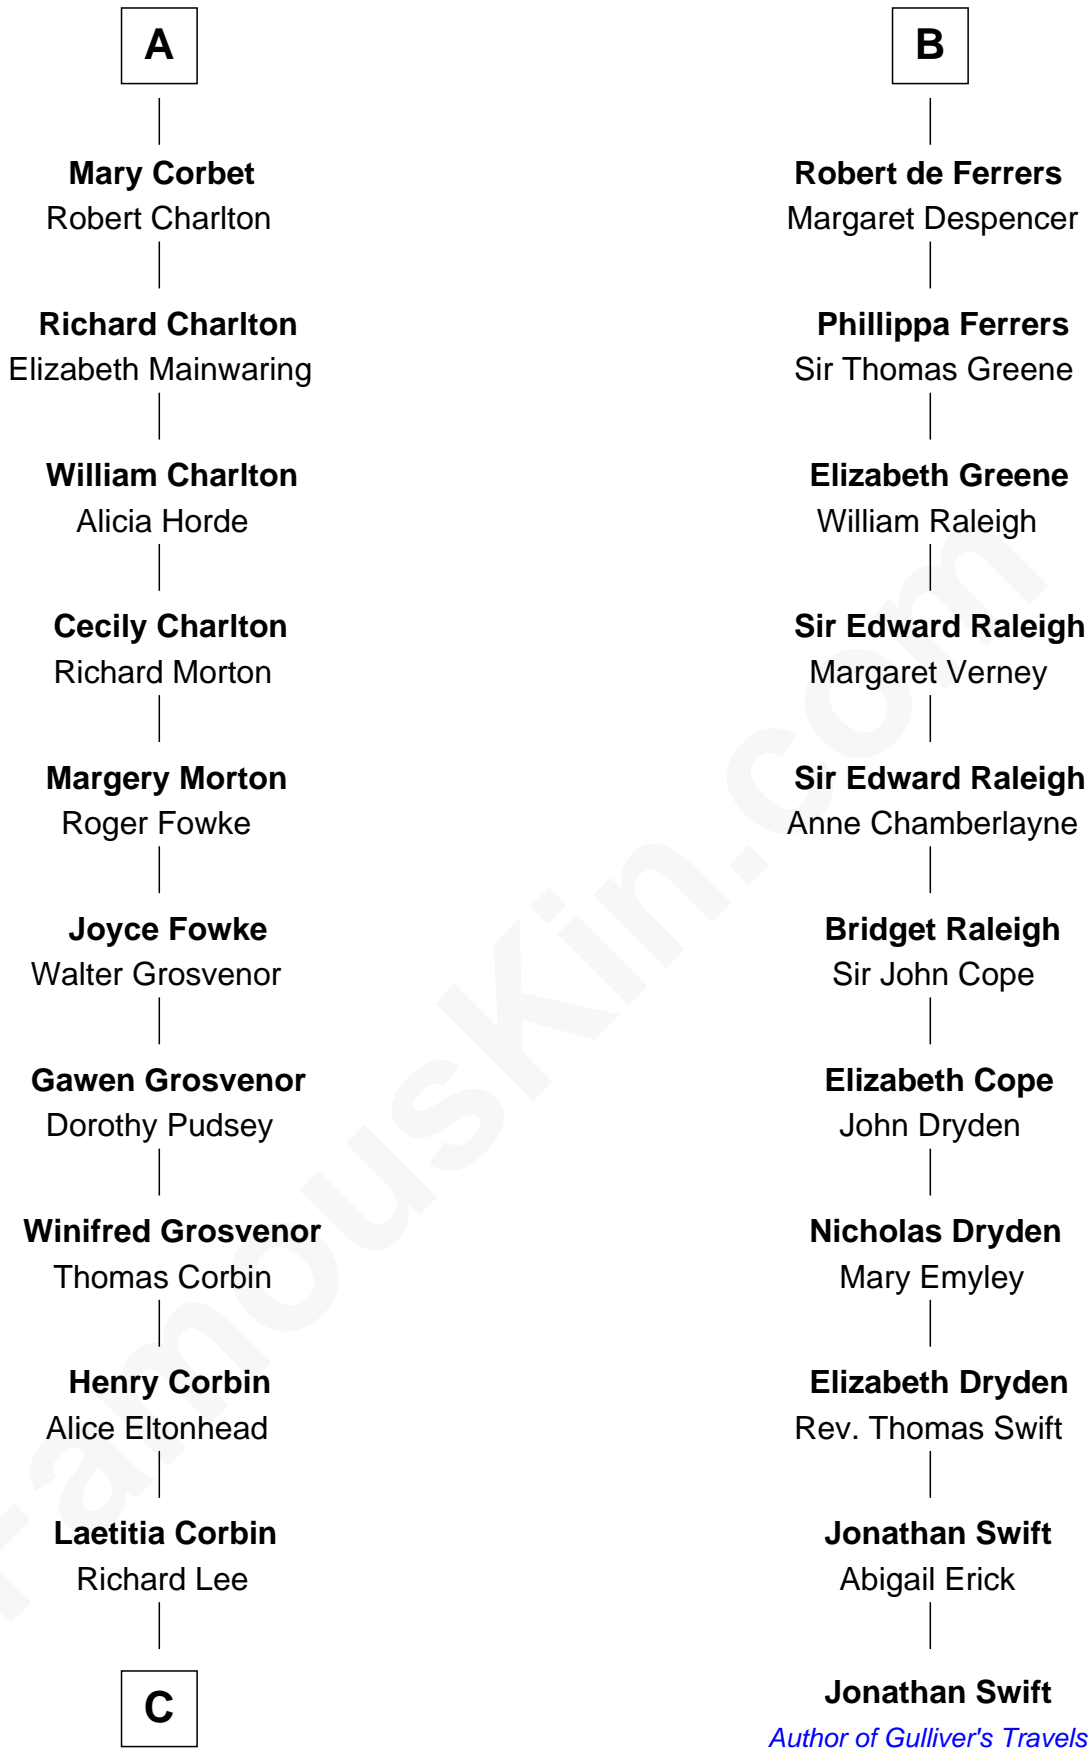 A
Mary Corbet
Robert Charlton
Richard Charlton
Elizabeth Mainwaring
William Charlton
Alicia Horde
Cecily Charlton
Richard Morton
Margery Morton
Roger Fowke
Joyce Fowke
Walter Grosvenor
Gawen Grosvenor
Dorothy Pudsey
Winifred Grosvenor
Thomas Corbin
Henry Corbin
Alice Eltonhead
Laetitia Corbin
Richard Lee
C
B
Robert de Ferrers
Margaret Despencer
Phillippa Ferrers
Sir Thomas Greene
Elizabeth Greene
William Raleigh
Sir Edward Raleigh
Margaret Verney
Sir Edward Raleigh
Anne Chamberlayne
Bridget Raleigh
Sir John Cope
Elizabeth Cope
John Dryden
Nicholas Dryden
Mary Emyley
Elizabeth Dryden
Rev. Thomas Swift
Jonathan Swift
Abigail Erick
Jonathan Swift
Author of Gulliver's Travels
FamousKin.com